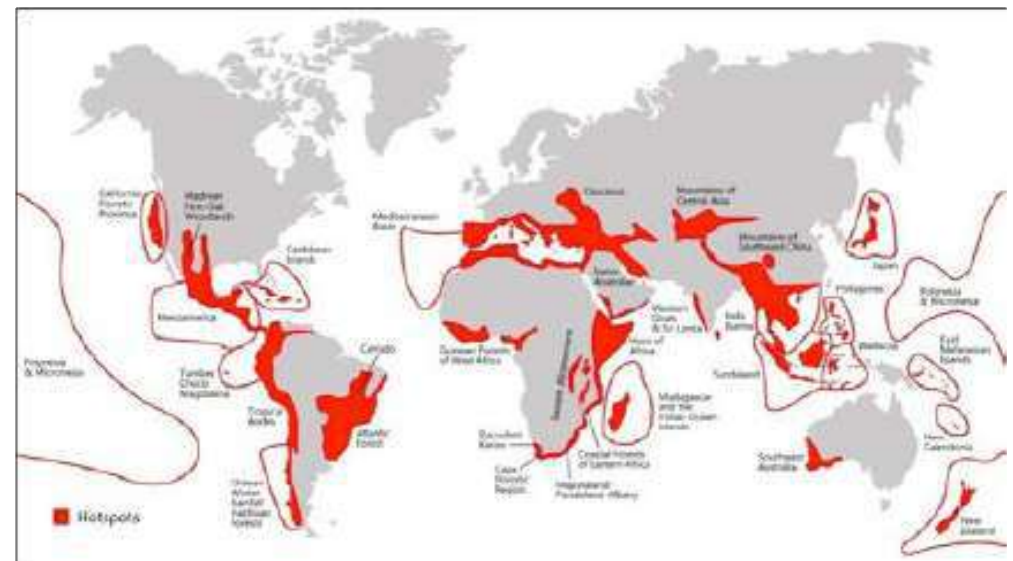 California
Floristic
Province
Madrean
Pine-Oak
Woodlands
Caribbean
Islands
Mesoamerica
Polynesia
& Micronesia
Tumbes
Choco
Magdalena
Tropical
Andes
Cerrado
Atlantic
Forest
Chilean
Winter
Rainfall
Forests
Hotspots
Mediterranean
Basin
Caucasus
Guinean Forests
of West Africa
Eastern
Horn of
Africa
Western
Ghats
& Sri Lanka
Madagascar
and the
Indian Ocean
Islands
Coastal Forests
of Eastern Africa
Succulent
Karoo
Cape
Floristic
Region
Mountains of
Central Asia
Mountains of
Southwest China
Japan
Indo
Burma
Philippines
Polynesia
& Micronesia
Wallacea
Sundaland
East
Melanesian
Islands
New
Caledonia
Southwest
Australia
New
Zealand